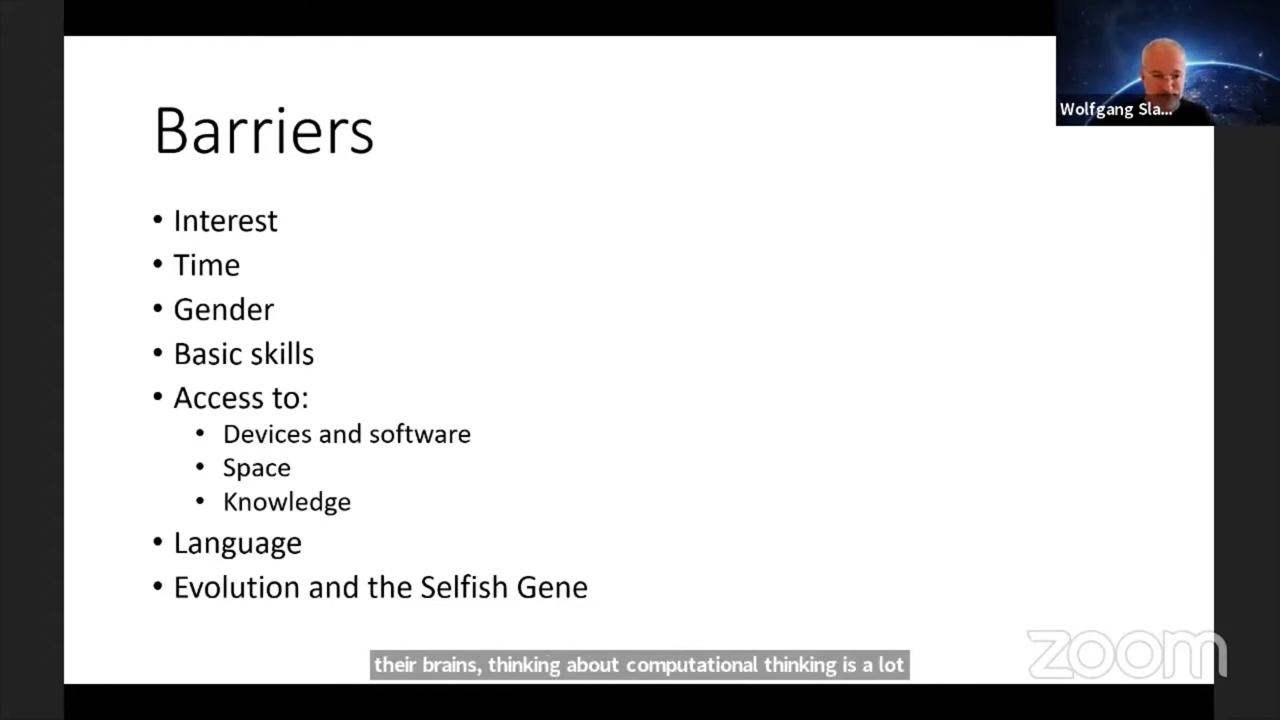 Barriers
Wolfgang Sla...
• Interest
• Time
• Gender
• Basic skills
• Access to:
• Devices and software
• Space
• Knowledge
• Language
• Evolution and the Selfish Gene
their brains, thinking about computational thinking is a lot
zoom